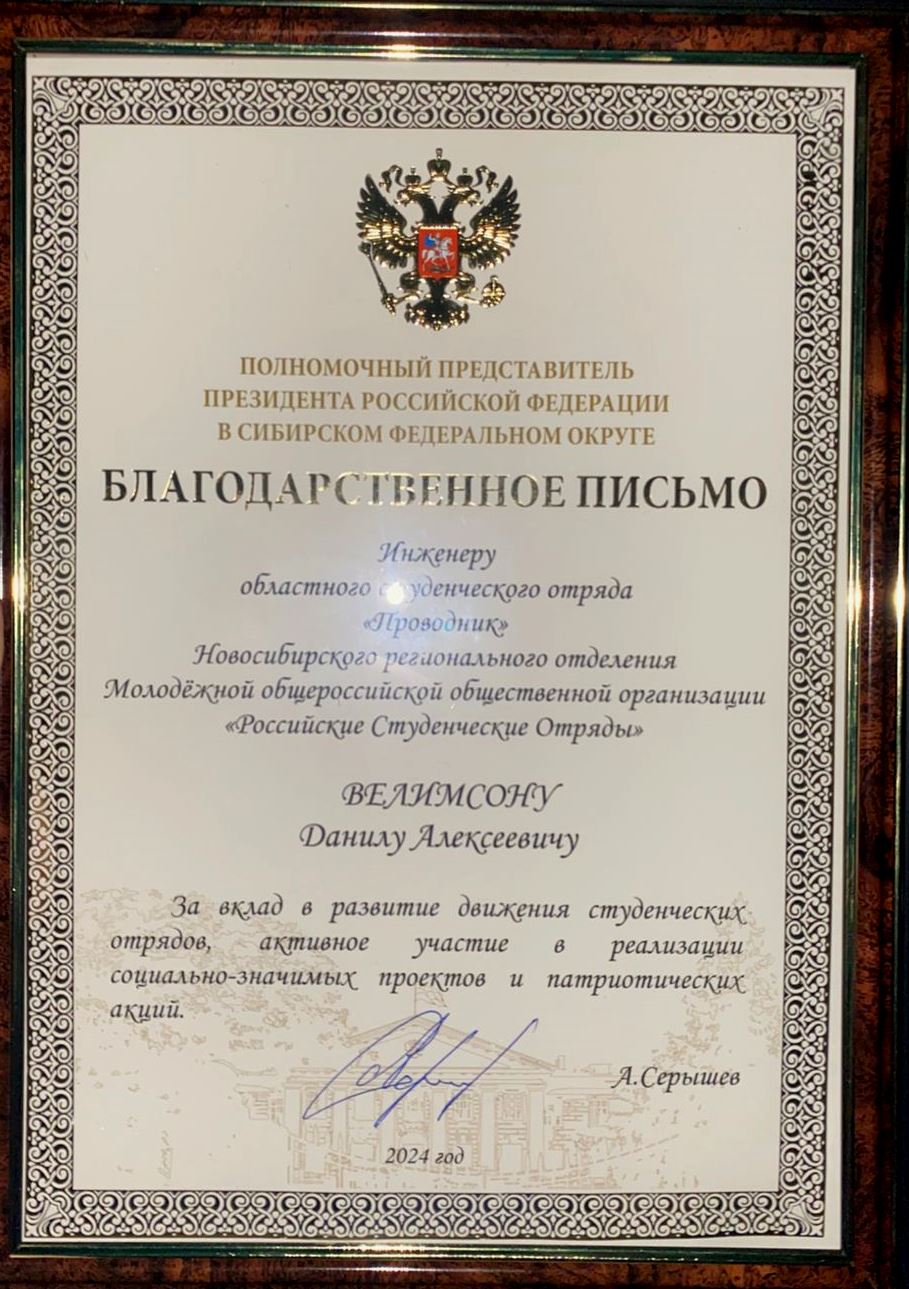 ПОЛНОМОЧНЫЙ ПРЕДСТАВИТЕЛЬ
ПРЕЗИДЕНТА РОССИЙСКОЙ ФЕДЕРАЦИИ
В СИБИРСКОМ ФЕДЕРАЛЬНОМ ОКРУГЕ
БЛАГОДАРСТВЕННОЕ ПИСЬМО
Инженеру
областного студенческого отряда
«Проводник»
Новосибирского регионального отделения
Молодёжной общероссийской общественной организации
«Российские Студенческие Отряды»
ВЕЛИМСОНУ
Данилу Алексеевичу
За вклад в развитие движения студенческих
отрядов, активное участие в реализации
социально-значимых проектов и патриотических
акций.
А.Серышев
2024 год